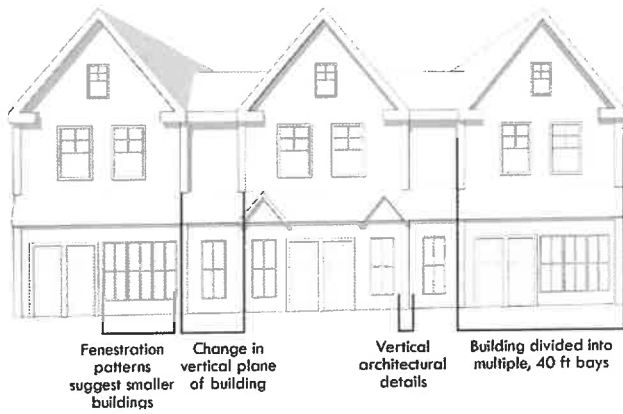 Fenestration
patterns
suggest smaller
buildings
Change in
vertical plane
of building
Vertical
architectural
details
Building divided into
multiple, 40 ft bays